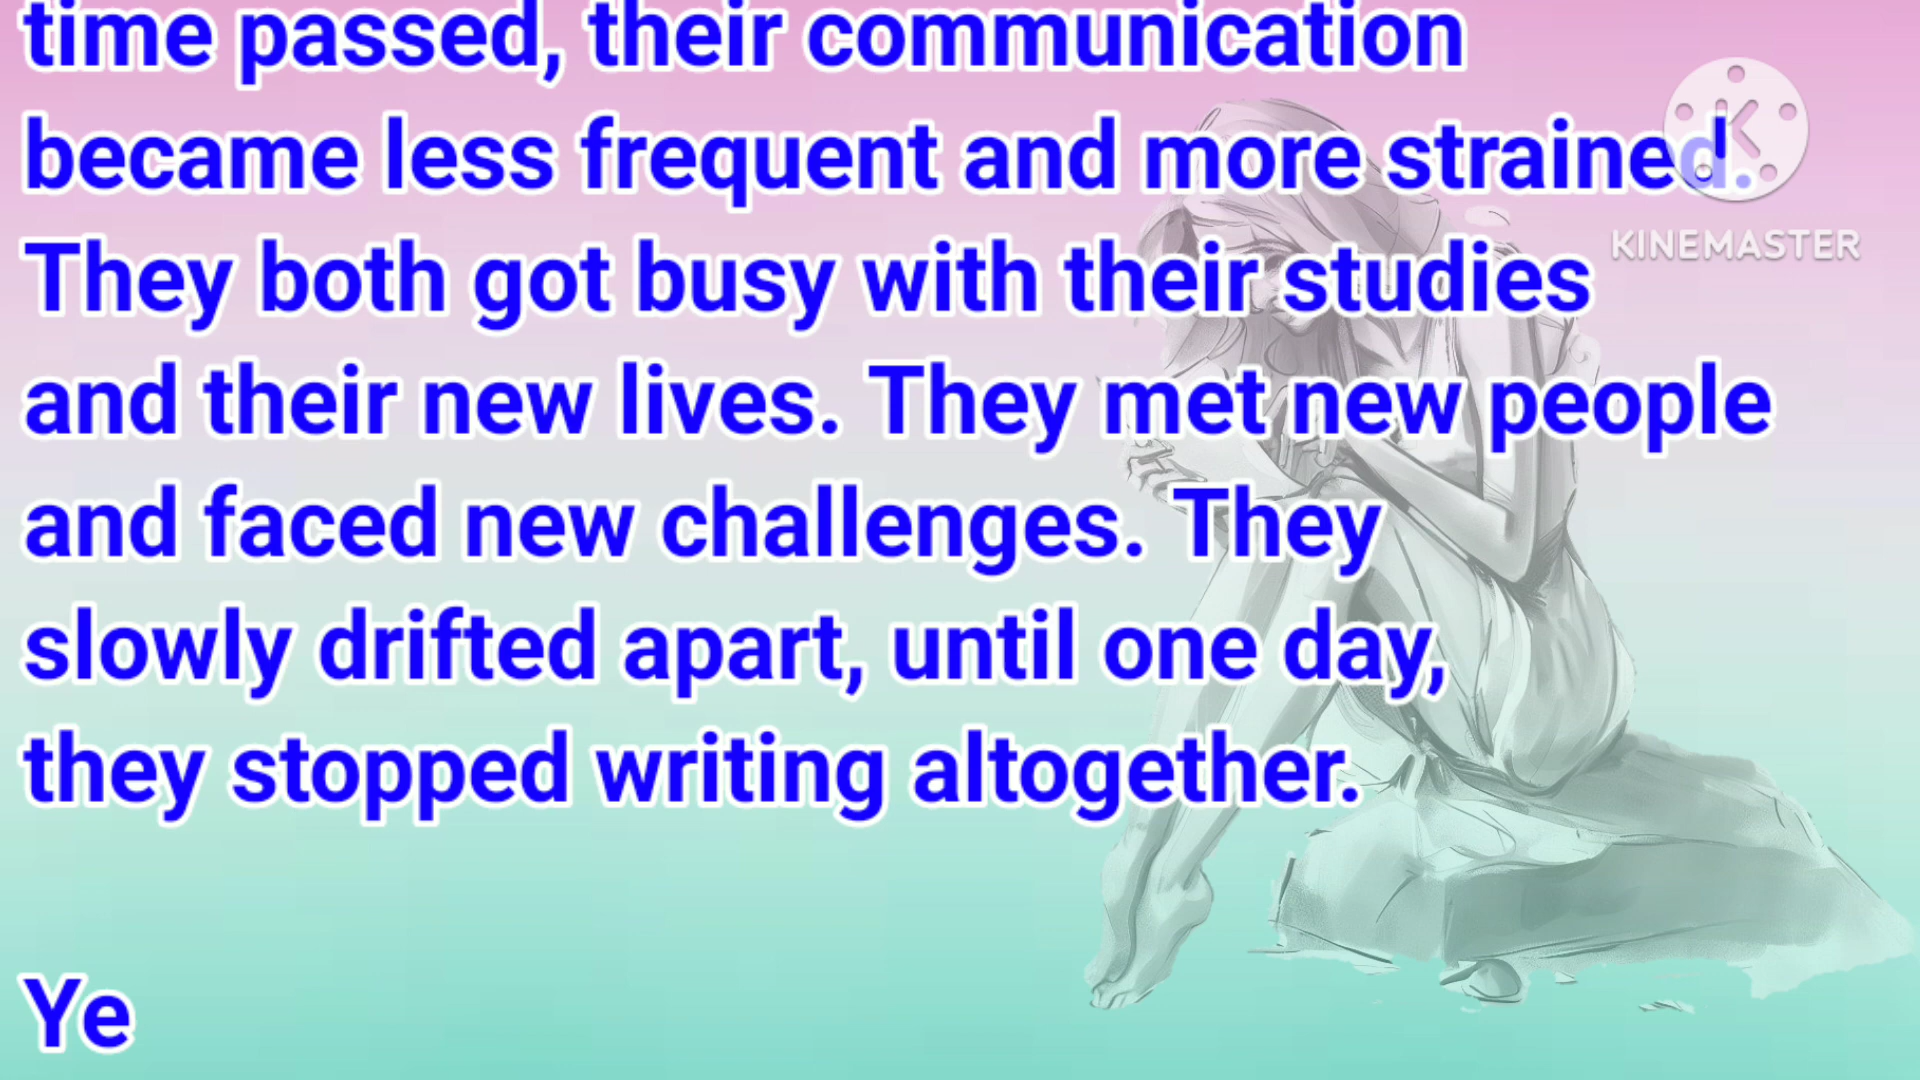 time passed, their communication
became less frequent and more strained.
They both got busy with their studies
and their new lives. They met new people
and faced new challenges. They
slowly drifted apart, until one day,
they stopped writing altogether.
Ye
K
KINEMASTER